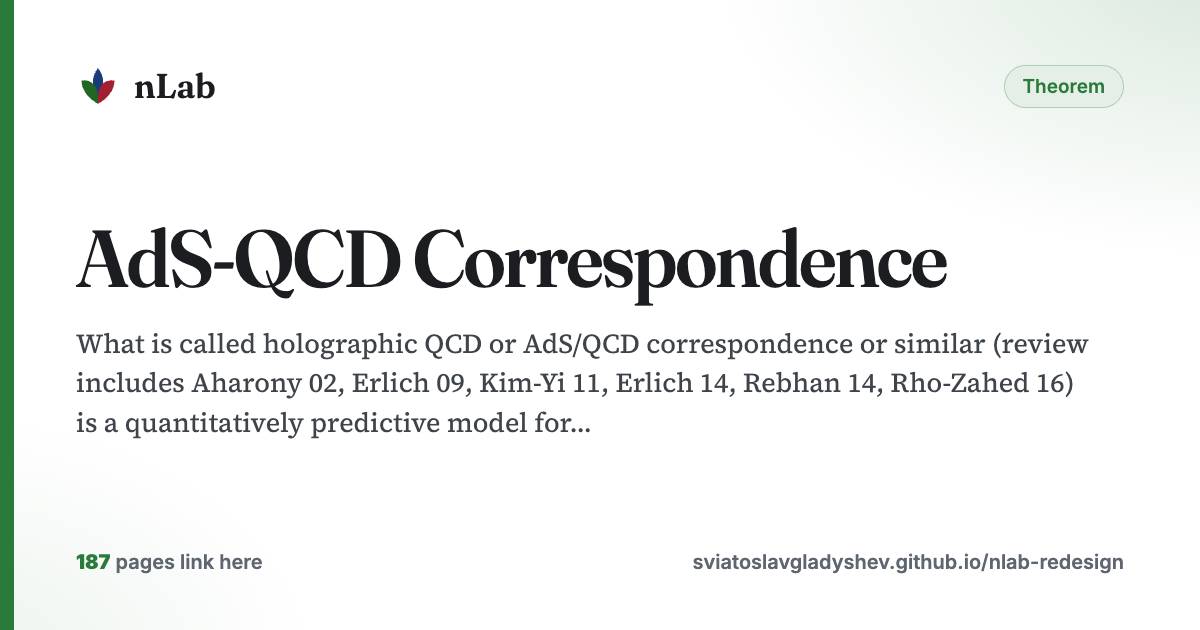 nLab
Theorem
AdS-QCD Correspondence
What is called holographic QCD or AdS/QCD correspondence or similar (review
includes Aharony 02, Erlich 09, Kim-Yi 11, Erlich 14, Rebhan 14, Rho-Zahed 16)
is a quantitatively predictive model for...
187 pages link here
sviatoslavgladyshev.github.io/nlab-redesign